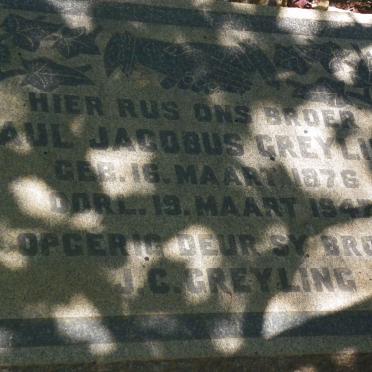 HIER RUS ONS BROER
AUL JACOBUS GREYLI
GEB. 16. MAART 1876
OORL. 19. MAART 194
OPGERIG DEUR SY BRO
J.C. GREYLING